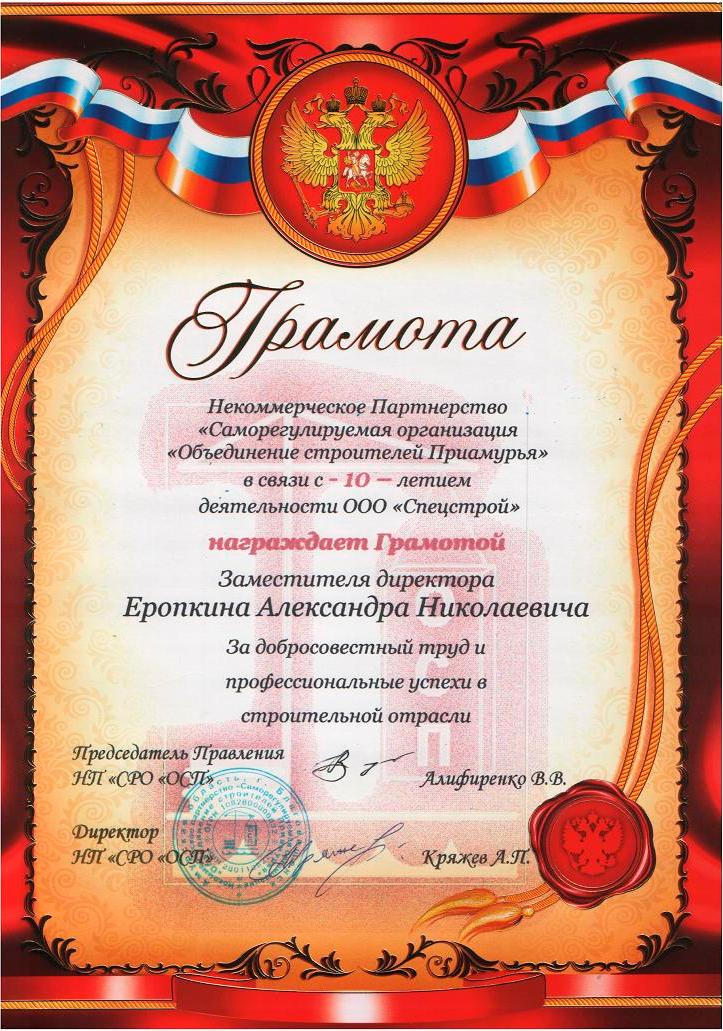 Грамота
Некоммерческое Партнерство
«Саморегулируемая организация
«Объединение строителей Приамурья»
в связи с - 10 – летием
деятельности ООО «Спецстрой»
награждает Грамотой
Заместителя директора
Еропкина Александра Николаевича
За добросовестный труд и
профессиональные успехи в
строительной отрасли
Председатель Правления
НП «СРО «ОСП»
Алифиренко В.В.
Директор
НП «СРО «ОСП»
Кряжев А.П.
ОСП